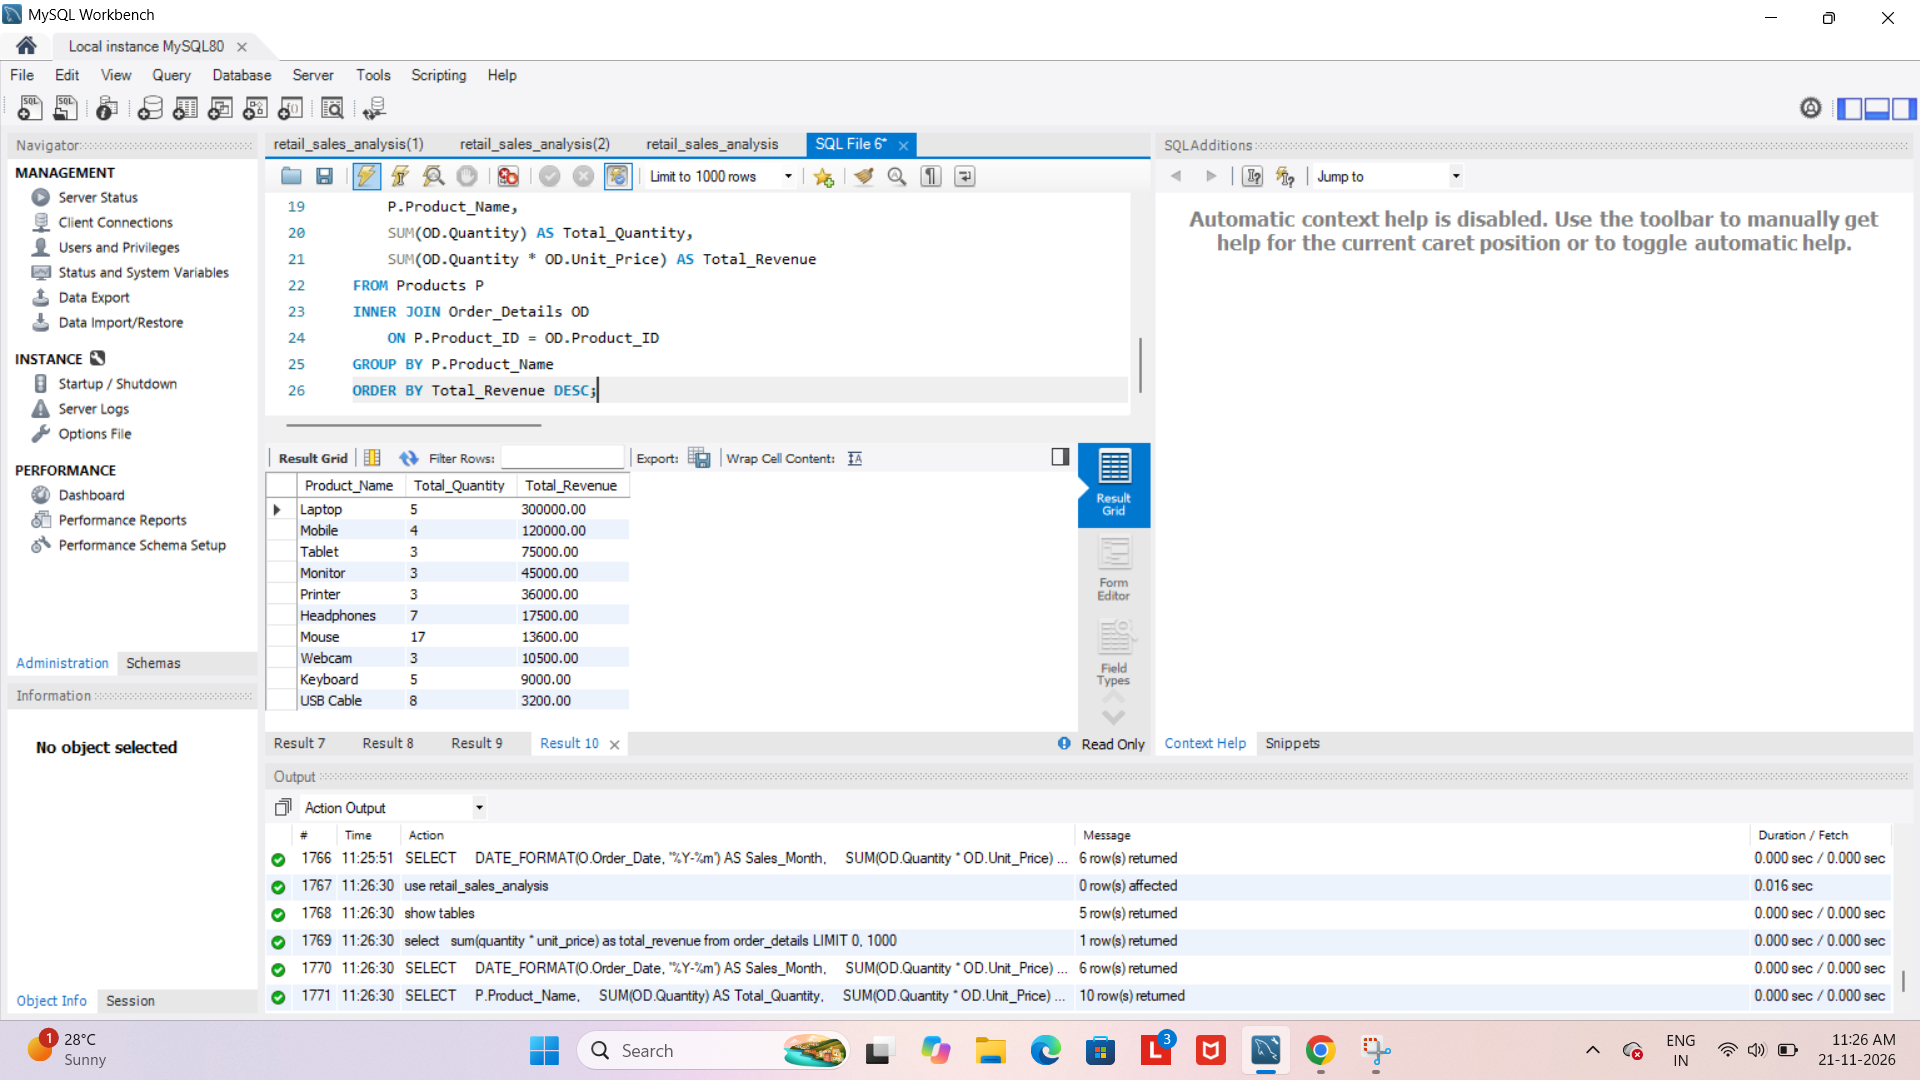 MySQL Workbench
Local instance MySQL80
File Edit View Query Database Server Tools Scripting Help
Navigator
MANAGEMENT
Server Status
Client Connections
Users and Privileges
Status and System Variables
Data Export
Data Import/Restore
INSTANCE
Startup / Shutdown
Server Logs
Options File
PERFORMANCE
Dashboard
Performance Reports
Performance Schema Setup
Administration Schemas
Information
No object selected
Object Info Session
retail_sales_analysis(1) retail_sales_analysis(2) retail_sales_analysis SQL File 6*
Limit to 1000 rows
19 P.Product_Name,
20 SUM(OD.Quantity) AS Total_Quantity,
21 SUM(OD.Quantity * OD.Unit_Price) AS Total_Revenue
22 FROM Products P
23 INNER JOIN Order_Details OD
24 ON P.Product_ID = OD.Product_ID
25 GROUP BY P.Product_Name
26 ORDER BY Total_Revenue DESC;
Result Grid Filter Rows: Export: Wrap Cell Content:
Product_Name Total_Quantity Total_Revenue
Laptop 5 300000.00
Mobile 4 120000.00
Tablet 3 75000.00
Monitor 3 45000.00
Printer 3 36000.00
Headphones 7 17500.00
Mouse 17 13600.00
Webcam 3 10500.00
Keyboard 5 9000.00
USB Cable 8 3200.00
Result
Grid
Form
Editor
Field
Types
Result 7 Result 8 Result 9 Result 10 Read Only
SQLAdditions
Jump to
Automatic context help is disabled. Use the toolbar to manually get
help for the current caret position or to toggle automatic help.
Context Help Snippets
Output
Action Output
# Time Action Message Duration / Fetch
1766 11:25:51 SELECT DATE_FORMAT(O.Order_Date, '%Y-%m') AS Sales_Month, SUM(OD.Quantity * OD.Unit_Price) ... 6 row(s) returned 0.000 sec / 0.000 sec
1767 11:26:30 use retail_sales_analysis 0 row(s) affected 0.016 sec
1768 11:26:30 show tables 5 row(s) returned 0.000 sec / 0.000 sec
1769 11:26:30 select sum(quantity * unit_price) as total_revenue from order_details LIMIT 0, 1000 1 row(s) returned 0.000 sec / 0.000 sec
1770 11:26:30 SELECT DATE_FORMAT(O.Order_Date, '%Y-%m') AS Sales_Month, SUM(OD.Quantity * OD.Unit_Price) ... 6 row(s) returned 0.000 sec / 0.000 sec
1771 11:26:30 SELECT P.Product_Name, SUM(OD.Quantity) AS Total_Quantity, SUM(OD.Quantity * OD.Unit_Price) ... 10 row(s) returned 0.000 sec / 0.000 sec
1
28°C
Sunny
Search
L
3
ENG
IN
11:26 AM
21-11-2026